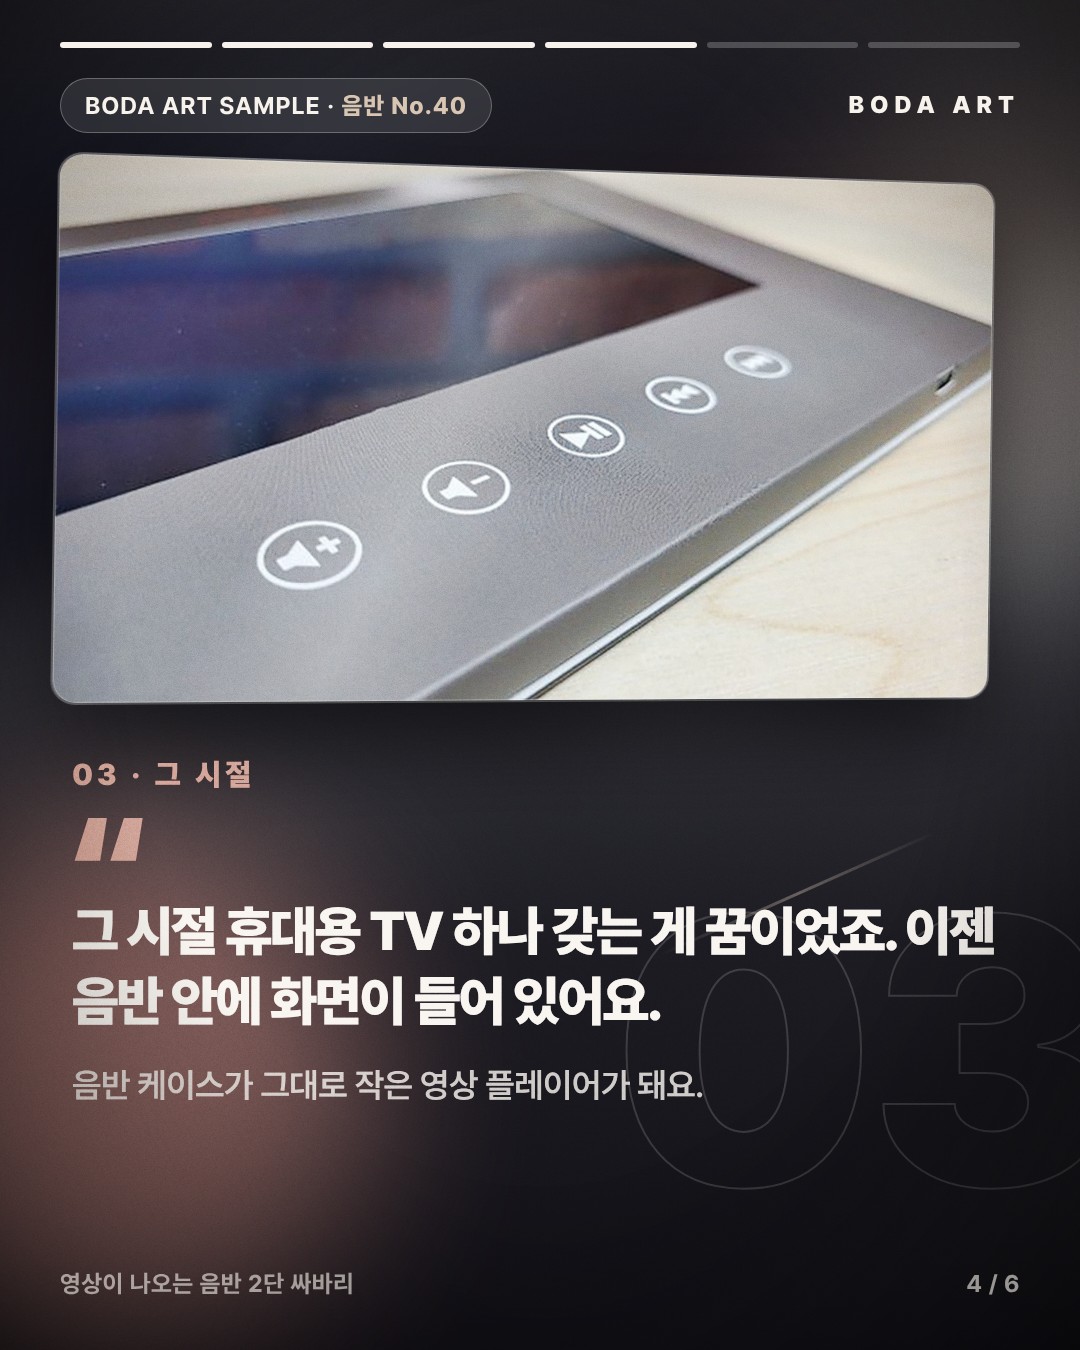 BODA ART SAMPLE · 음반 No.40
BODA ART
03 · 그 시절
“
그 시절 휴대용 TV 하나 갖는 게 꿈이었죠. 이젠
음반 안에 화면이 들어 있어요.
음반 케이스가 그대로 작은 영상 플레이어가 돼요.
03
영상이 나오는 음반 2단 싸바리
4 / 6